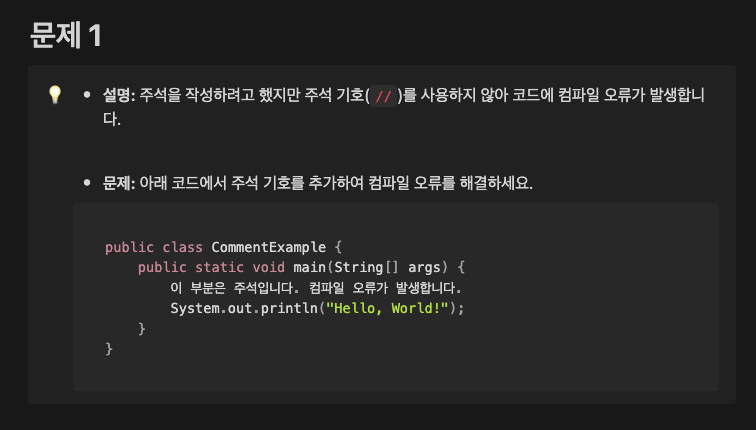 문제 1
💡
• 설명: 주석을 작성하려고 했지만 주석 기호(//)를 사용하지 않아 코드에 컴파일 오류가 발생합니
다.
• 문제: 아래 코드에서 주석 기호를 추가하여 컴파일 오류를 해결하세요.
public class CommentExample {
    public static void main(String[] args) {
        이 부분은 주석입니다. 컴파일 오류가 발생합니다.
        System.out.println("Hello, World!");
    }
}